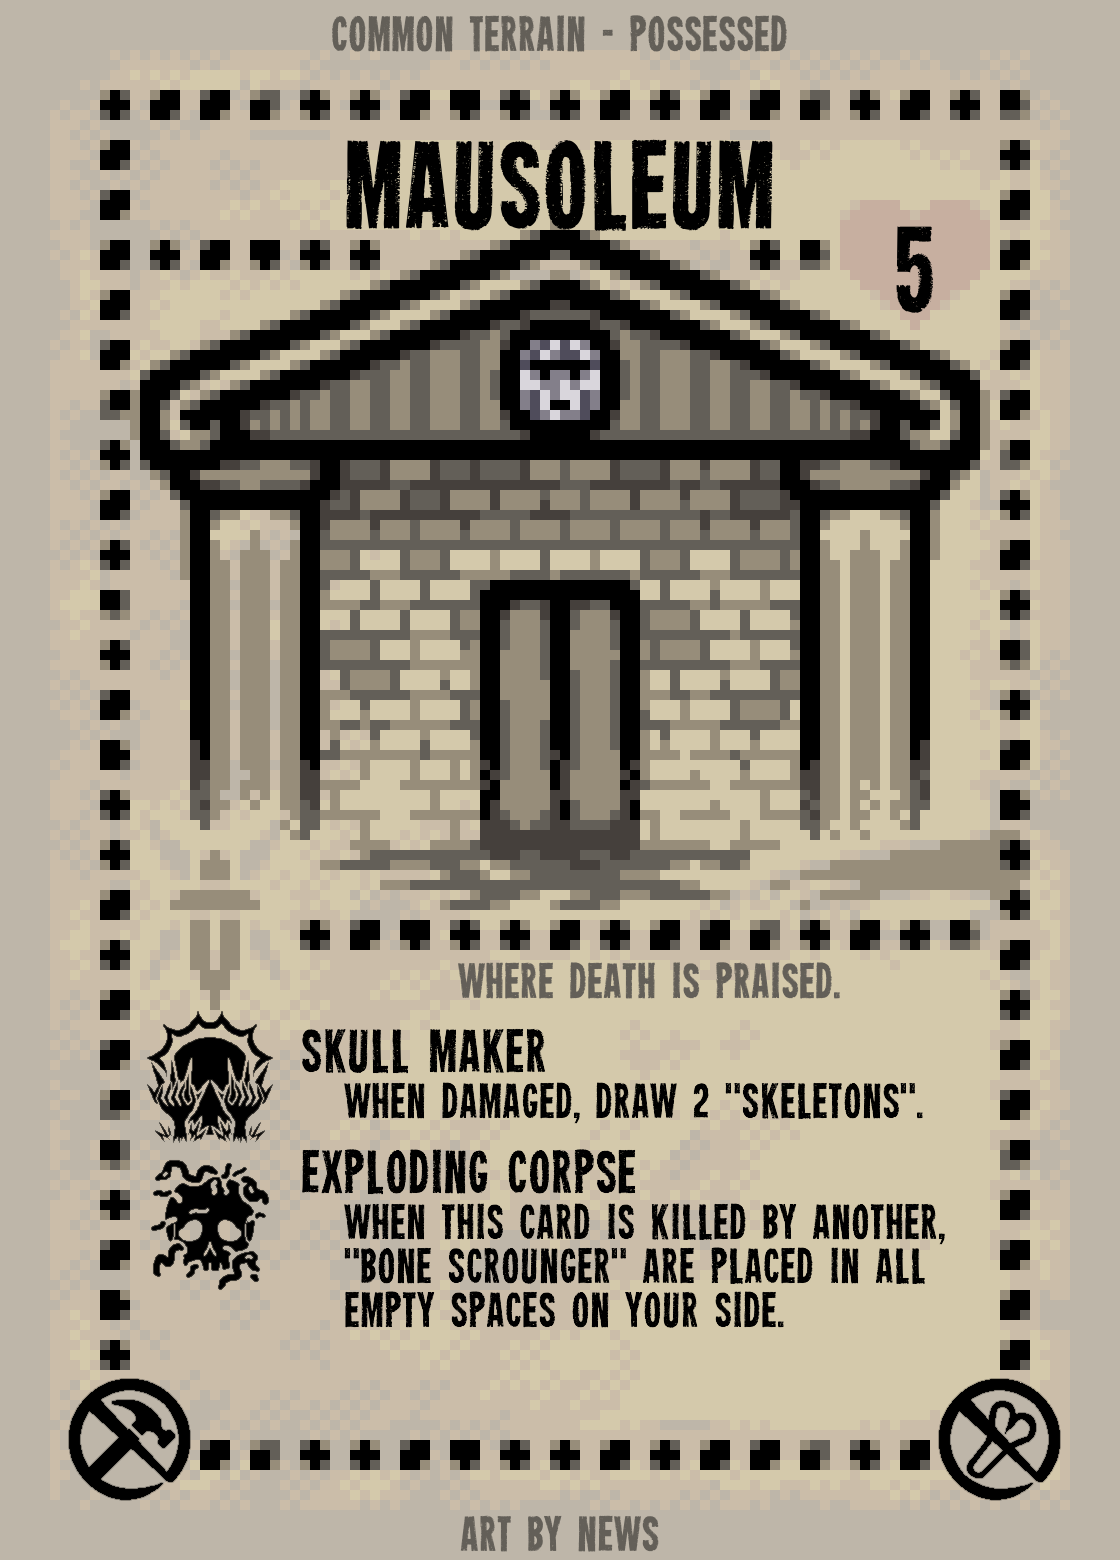 COMMON TERRAIN - POSSESSED
MAUSOLEUM
5
WHERE DEATH IS PRAISED.
SKULL MAKER
WHEN DAMAGED, DRAW 2 "SKELETONS".
EXPLODING CORPSE
WHEN THIS CARD IS KILLED BY ANOTHER,
"BONE SCROUNGER" ARE PLACED IN ALL
EMPTY SPACES ON YOUR SIDE.
ART BY NEWS